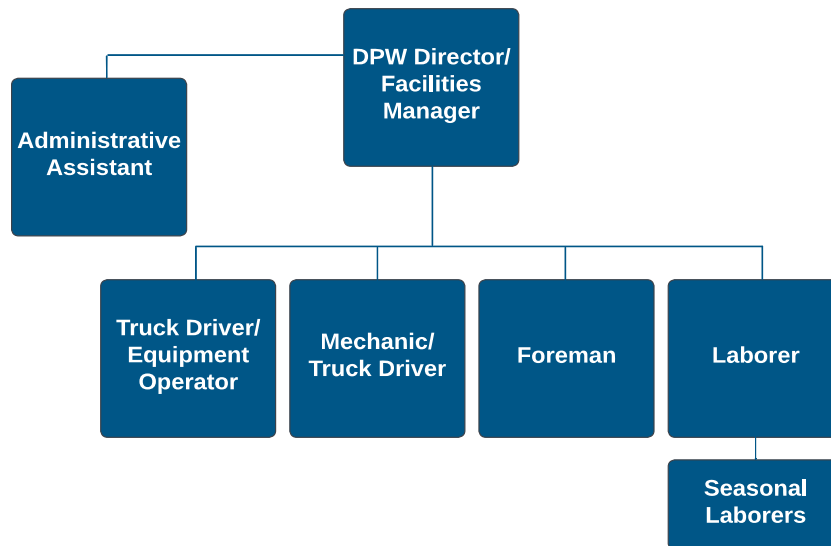 DPW Director/
Facilities
Manager
Administrative
Assistant
Truck Driver/
Equipment
Operator
Mechanic/
Truck Driver
Foreman
Laborer
Seasonal
Laborers